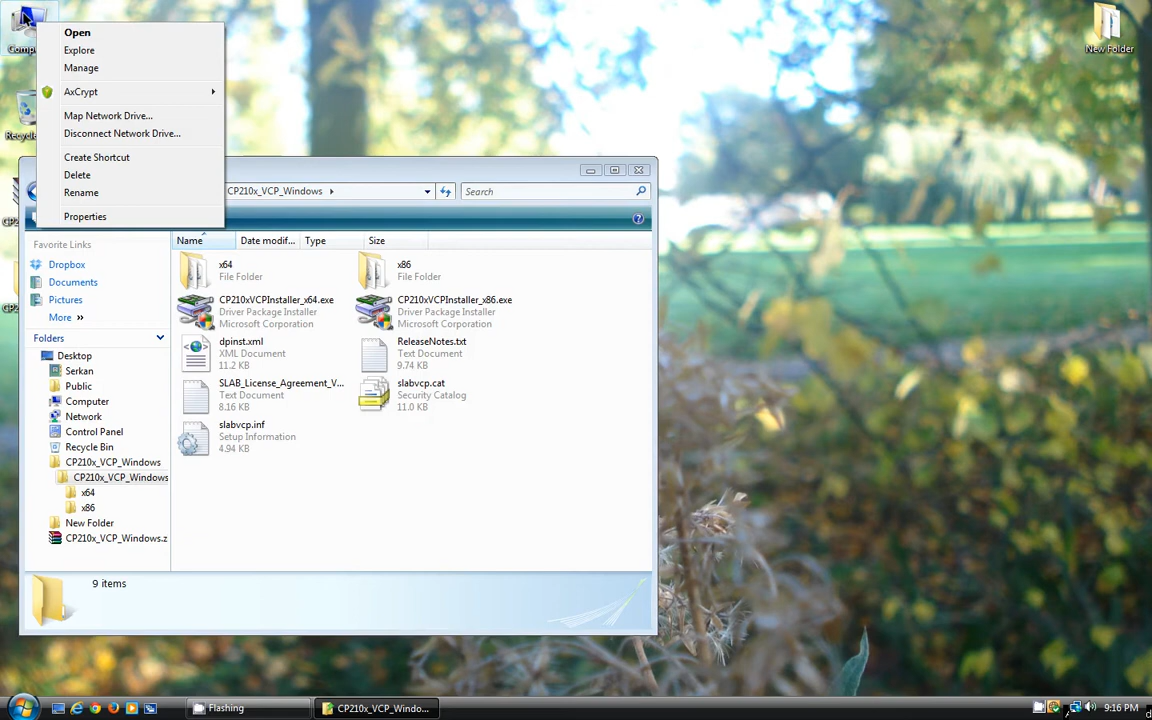 Open
Explore
Manage
AxCrypt
Map Network Drive...
Disconnect Network Drive...
Create Shortcut
Delete
Rename
Properties
New Folder
CP210x_VCP_Windows
Search
Name
Date modif...
Type
Size
Favorite Links
Dropbox
Documents
Pictures
More
Folders
Desktop
Serkan
Public
Computer
Network
Control Panel
Recycle Bin
CP210x_VCP_Windows
CP210x_VCP_Windows
x64
x86
New Folder
CP210x_VCP_Windows.z
x64
File Folder
x86
File Folder
CP210xVCPInstaller_x64.exe
Driver Package Installer
Microsoft Corporation
CP210xVCPInstaller_x86.exe
Driver Package Installer
Microsoft Corporation
dpinst.xml
XML Document
11.2 KB
ReleaseNotes.txt
Text Document
9.74 KB
SLAB_License_Agreement_V...
Text Document
8.16 KB
slabvcp.cat
Security Catalog
11.0 KB
slabvcp.inf
Setup Information
4.94 KB
9 items
Flashing
CP210x_VCP_Windo...
9:16 PM